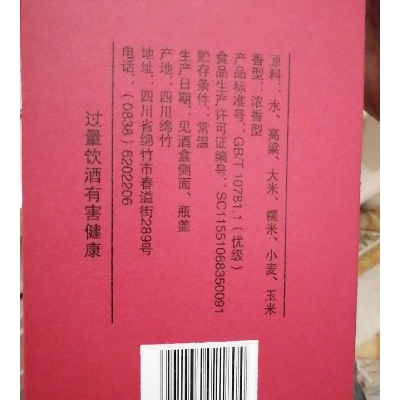 原料：水、高粱、大米、糯米、小麦、玉米
香型：浓香型
产品标准号：GB/T 10781.1（优级）
食品生产许可证编号：SC11551068350091
贮存条件：常温
生产日期：见酒盒侧面、瓶盖
产地：四川绵竹
地址：四川省绵竹市春溢街289号
电话：（0838）6202206
过量饮酒有害健康